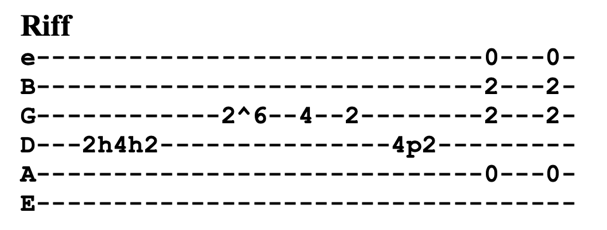 Riff
e-----------------------------0---0-
B-----------------------------2---2-
G------------2^6--4--2--------2---2-
D---2h4h2---------------4p2---------
A-----------------------------0---0-
E-----------------------------------